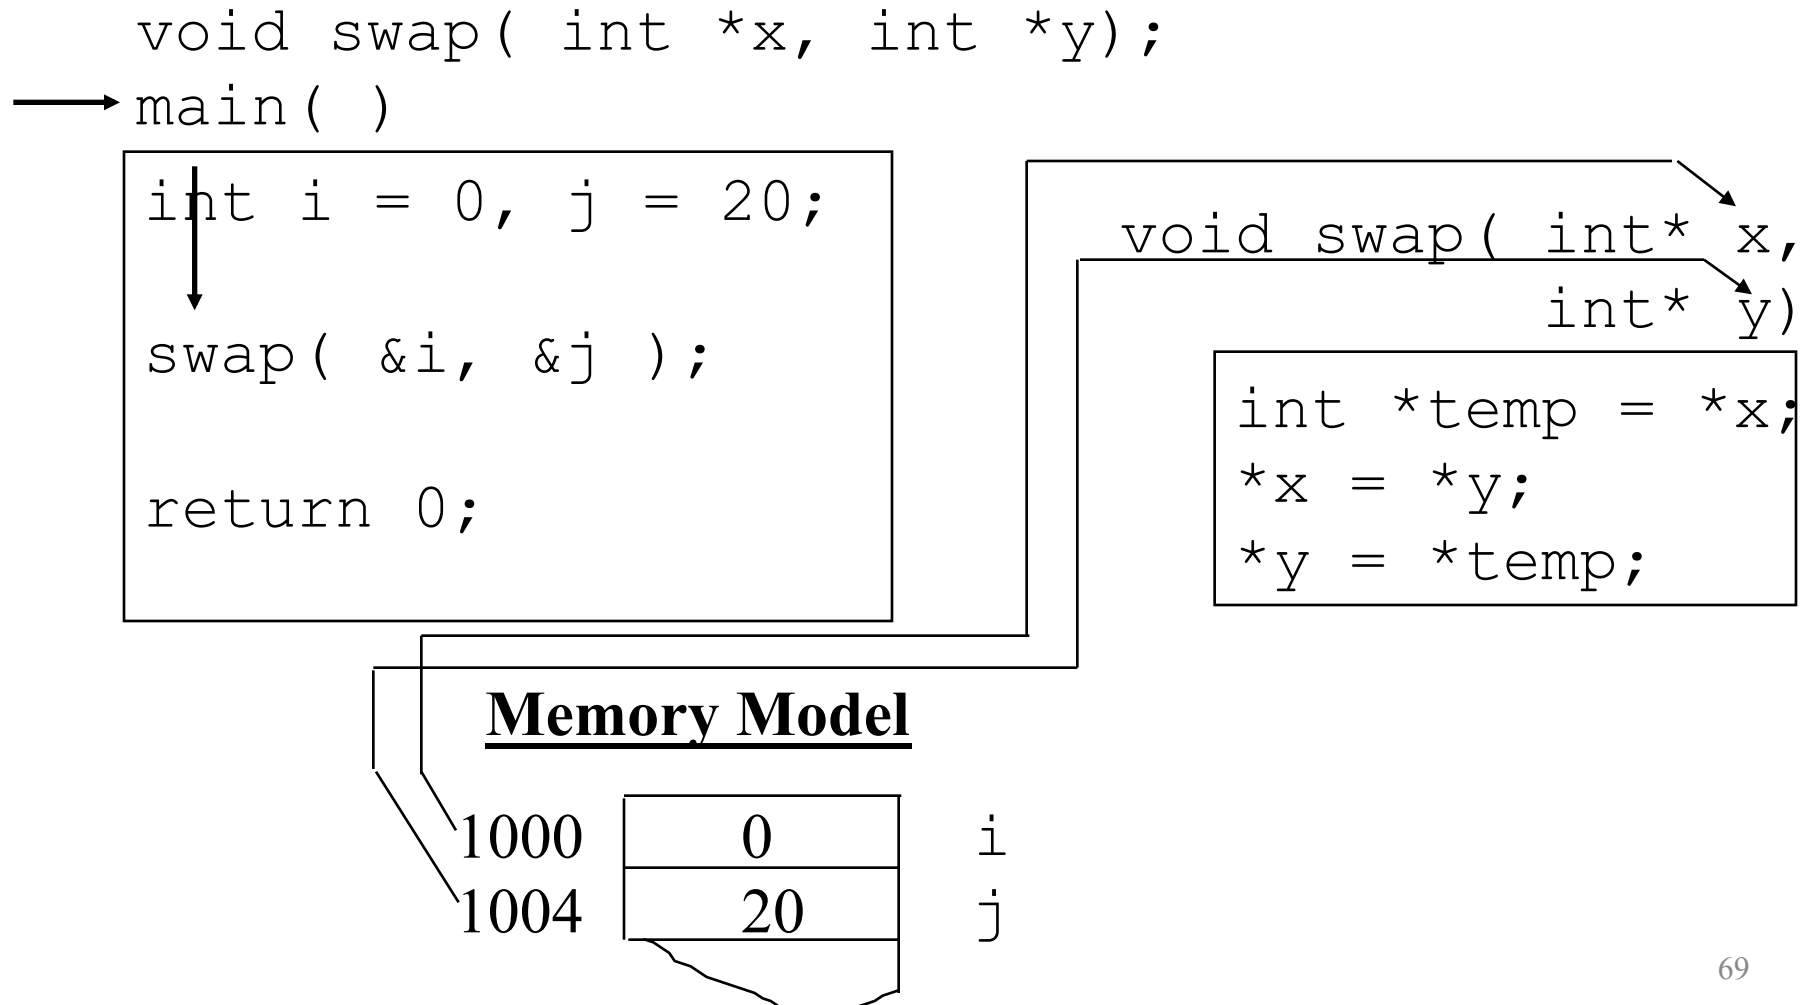 void swap( int *x, int *y);
main( )
int i = 0, j = 20;
swap( &i, &j );
return 0;
void swap( int* x,
int* y)
int *temp = *x;
*x = *y;
*y = *temp;
Memory Model
1000 0 i
1004 20 j
69